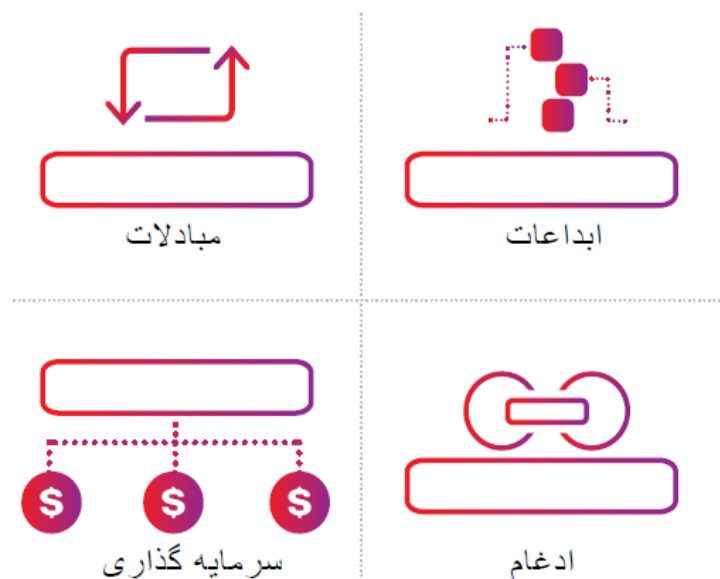 ابداعات
مبادلات
$ $ $
ادغام
سرمایه گذاری